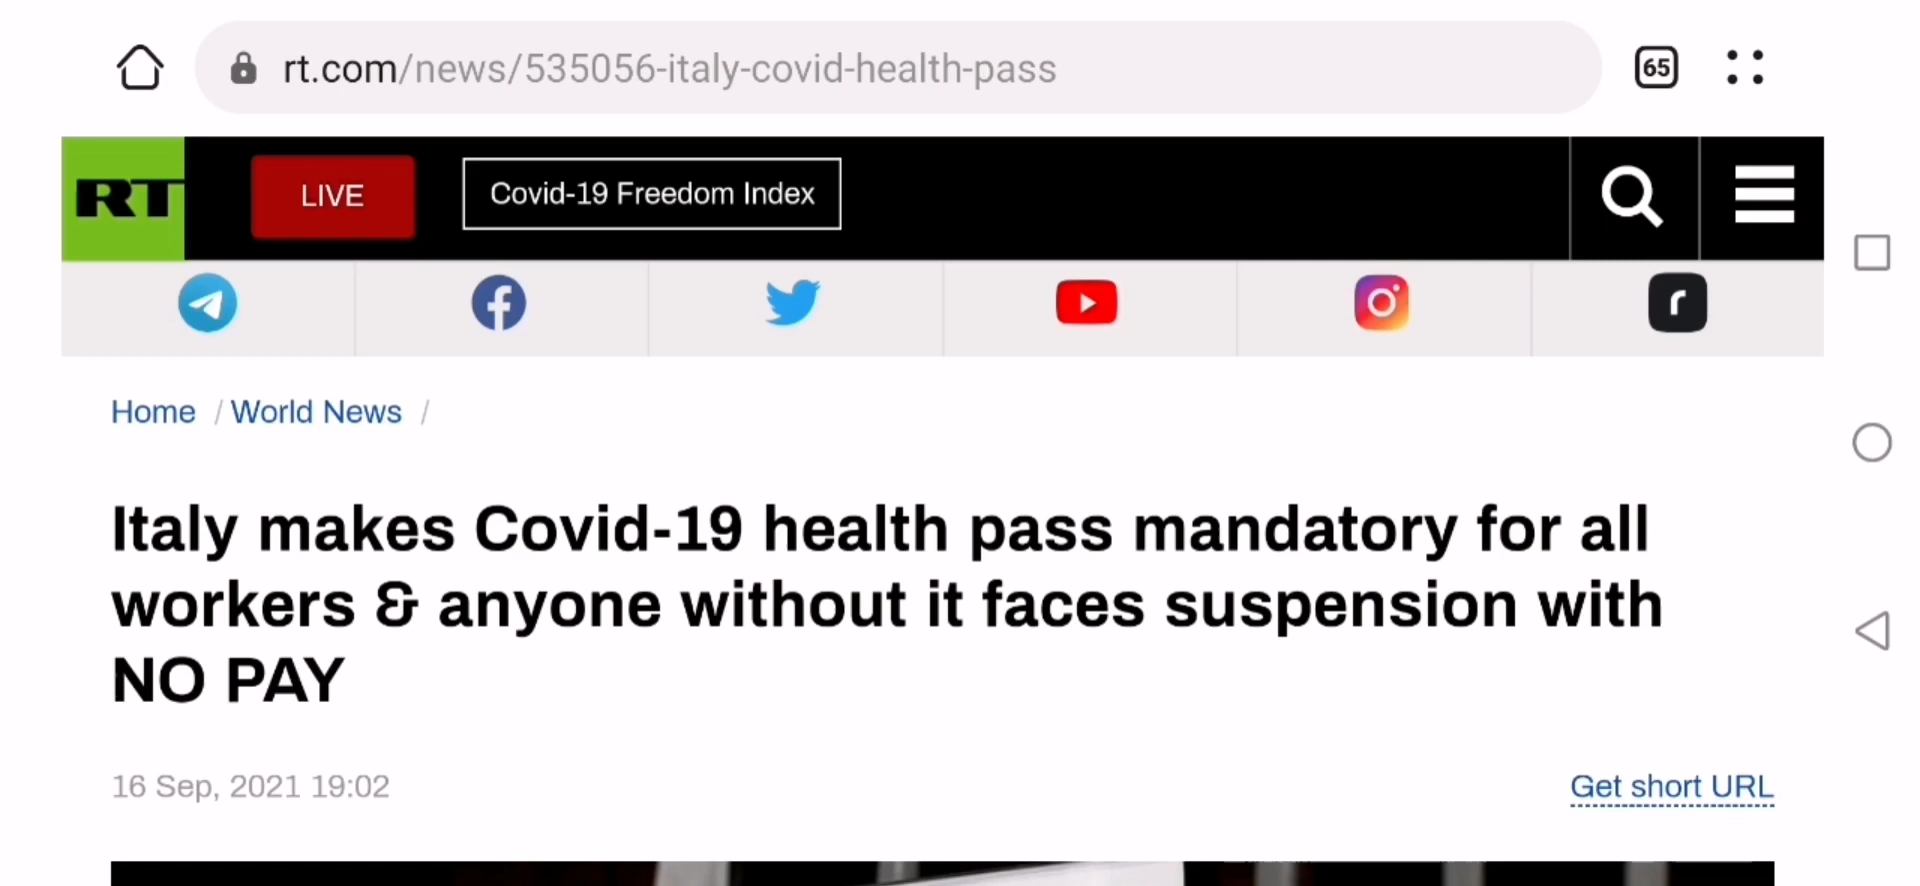 rt.com/news/535056-italy-covid-health-pass
65
RT
LIVE
Covid-19 Freedom Index
Home / World News /
Italy makes Covid-19 health pass mandatory for all
workers & anyone without it faces suspension with
NO PAY
16 Sep, 2021 19:02
Get short URL